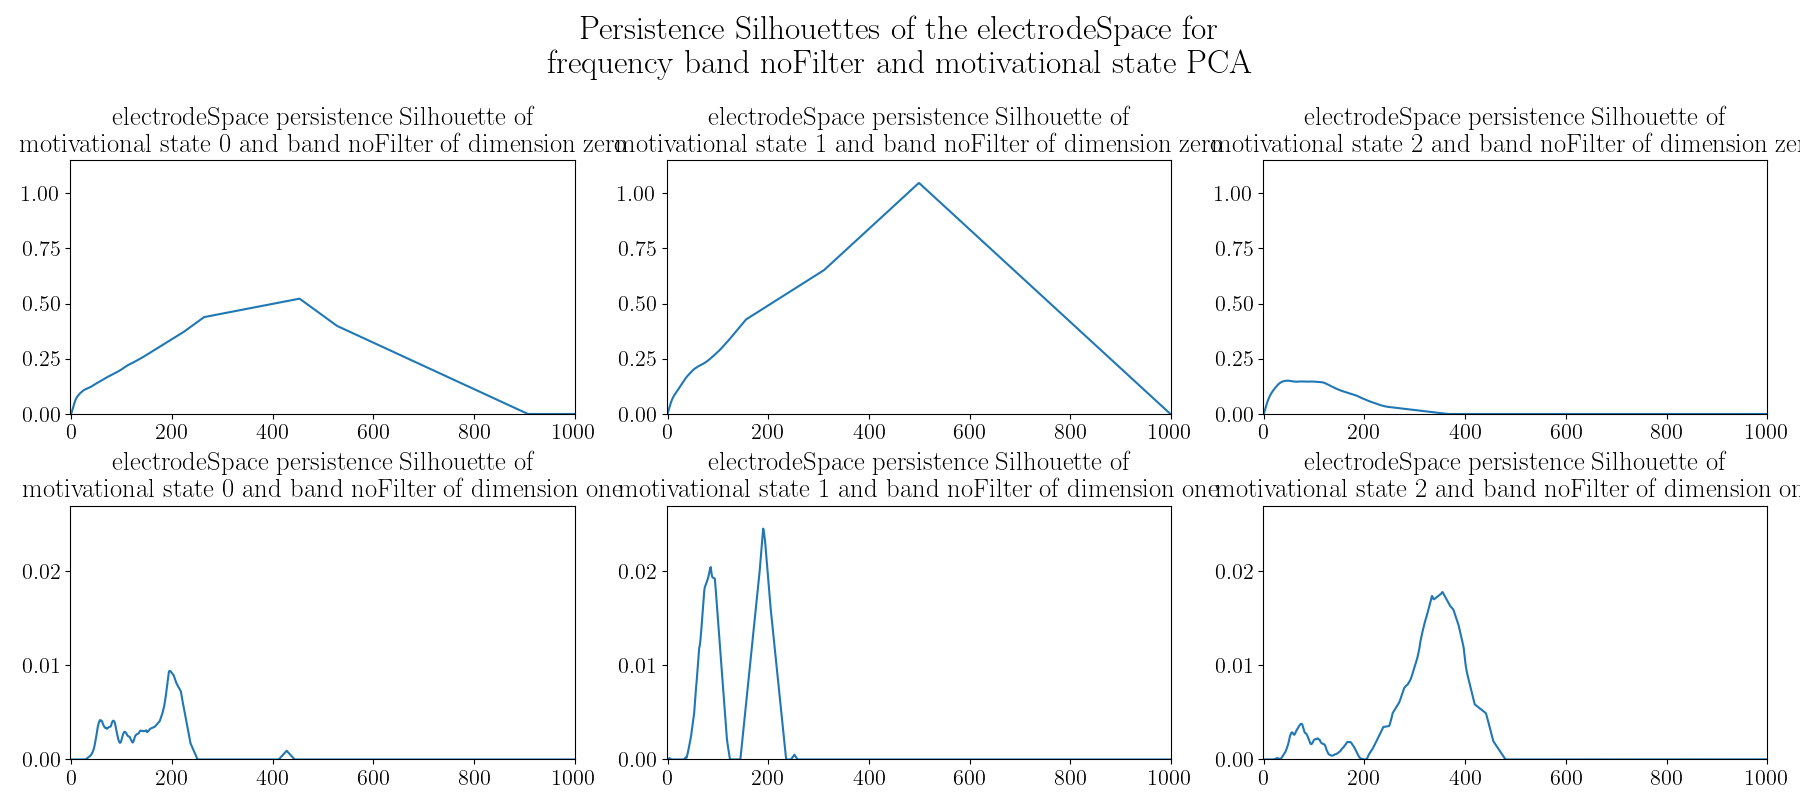 Persistence Silhouettes of the electrodeSpace for
frequency band noFilter and motivational state PCA
electrodeSpace persistence Silhouette of
motivational state 0 and band noFilter of dimension zero
electrodeSpace persistence Silhouette of
motivational state 1 and band noFilter of dimension zero
electrodeSpace persistence Silhouette of
motivational state 2 and band noFilter of dimension zer
1.00
0.75
0.50
0.25
0.00
0 200 400 600 800 1000
1.00
0.75
0.50
0.25
0.00
0 200 400 600 800 1000
1.00
0.75
0.50
0.25
0.00
0 200 400 600 800 1000
electrodeSpace persistence Silhouette of
motivational state 0 and band noFilter of dimension one
electrodeSpace persistence Silhouette of
motivational state 1 and band noFilter of dimension one
electrodeSpace persistence Silhouette of
motivational state 2 and band noFilter of dimension on
0.02
0.01
0.00
0 200 400 600 800 1000
0.02
0.01
0.00
0 200 400 600 800 1000
0.02
0.01
0.00
0 200 400 600 800 1000